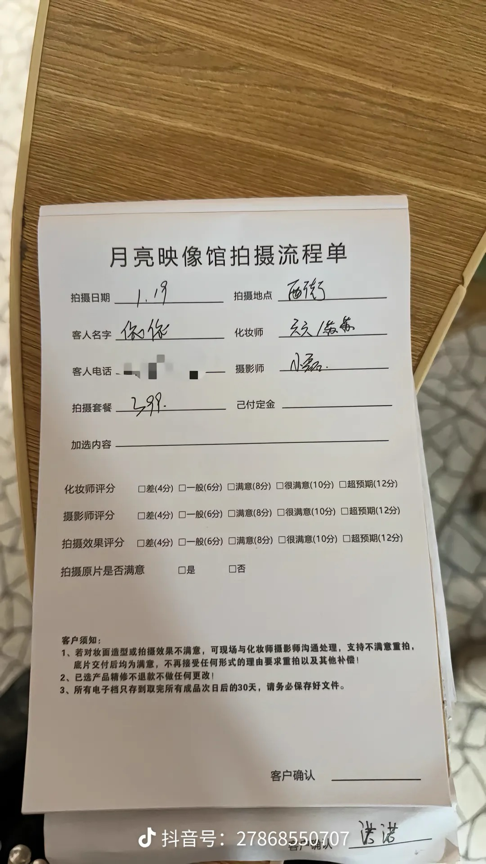 月亮映像馆拍摄流程单
拍摄日期 1.19 拍摄地点 西街
客人名字 化妆师
客人电话 摄影师
拍摄套餐 399. 己付定金
加选内容
化妆师评分 □差(4分) □一般(6分) □满意(8分) □很满意(10分) □超预期(12分)
摄影师评分 □差(4分) □一般(6分) □满意(8分) □很满意(10分) □超预期(12分)
拍摄效果评分 □差(4分) □一般(6分) □满意(8分) □很满意(10分) □超预期(12分)
拍摄原片是否满意 □是 □否
客户须知：
1、若对妆面造型或拍摄效果不满意，可现场与化妆师摄影师沟通处理，支持不满意重拍，
底片交付后均为满意，不再接受任何形式的理由要求重拍以及其他补偿！
2、已选产品精修不退款不做任何更改！
3、所有电子档只存到取完所有成品次日后的30天，请务必保存好文件。
客户确认
客户确认
抖音号：27868550707